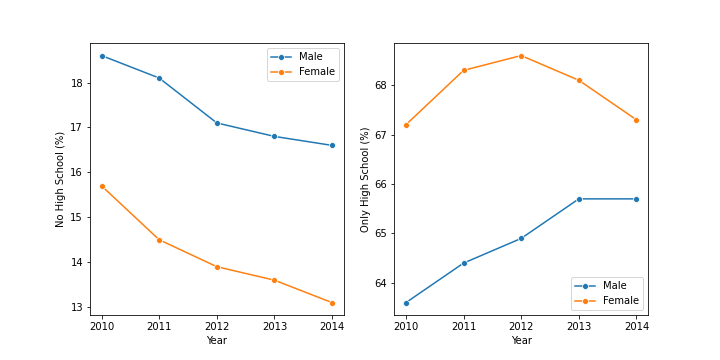 No High School (%)
18
17
16
15
14
13
Male
Female
2010 2011 2012 2013 2014
Year
Only High School (%)
68
67
66
65
64
Male
Female
2010 2011 2012 2013 2014
Year